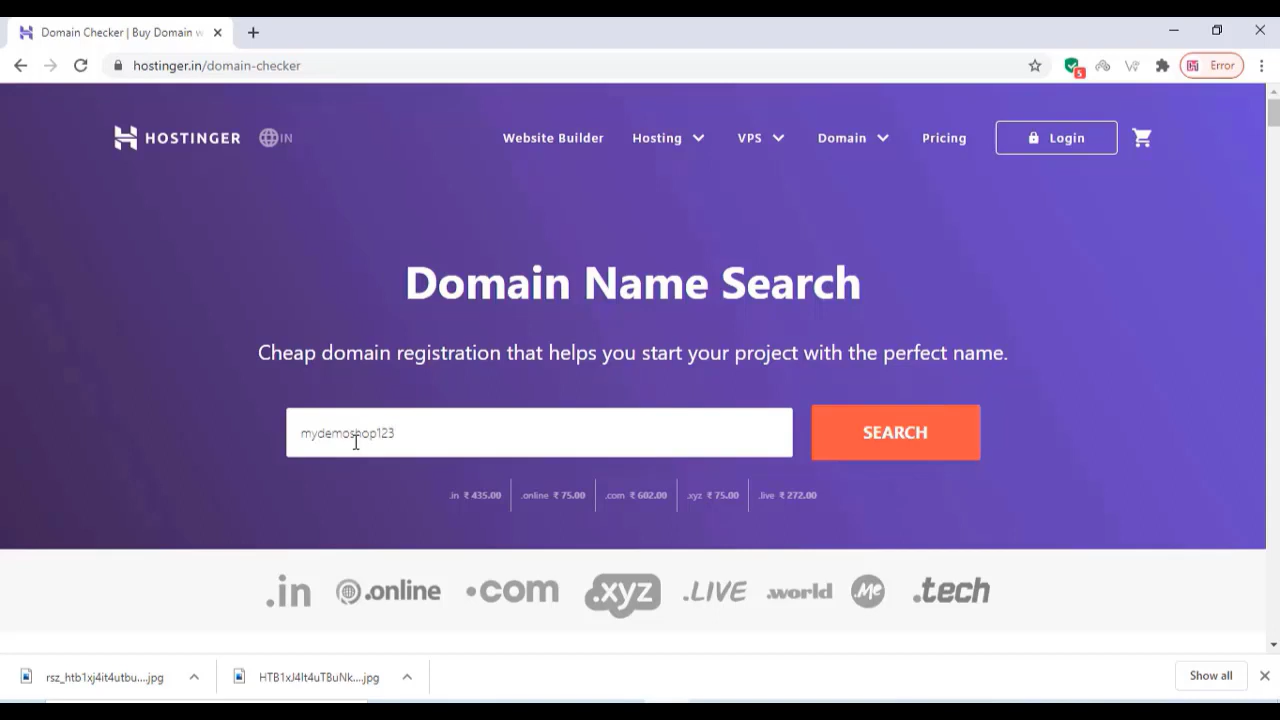 Domain Checker | Buy Domain w
hostinger.in/domain-checker
5
Error
HOSTINGER
IN
Website Builder
Hosting
VPS
Domain
Pricing
Login
Domain Name Search
Cheap domain registration that helps you start your project with the perfect name.
mydemoshop123
SEARCH
.in ₹ 435.00
.online ₹ 75.00
.com ₹ 602.00
.xyz ₹ 75.00
.live ₹ 272.00
.in
.online
.com
.xyz
.LIVE
.world
.Me
.tech
rsz_htb1xj4it4utbu....jpg
HTB1xJ4It4uTBuNk....jpg
Show all